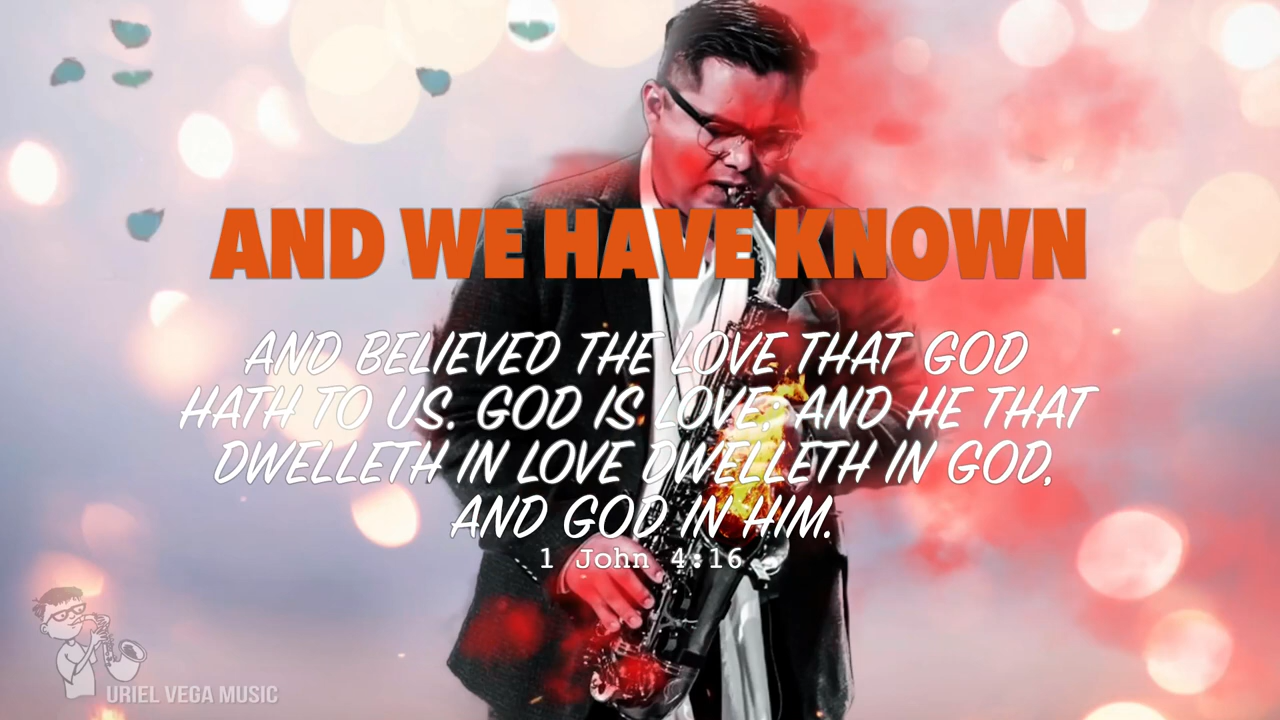 AND WE HAVE KNOWN
AND BELIEVED THE LOVE THAT GOD
HATH TO US. GOD IS LOVE; AND HE THAT
DWELLETH IN LOVE DWELLETH IN GOD,
AND GOD IN HIM.
1 John 4:16
URIEL VEGA MUSIC